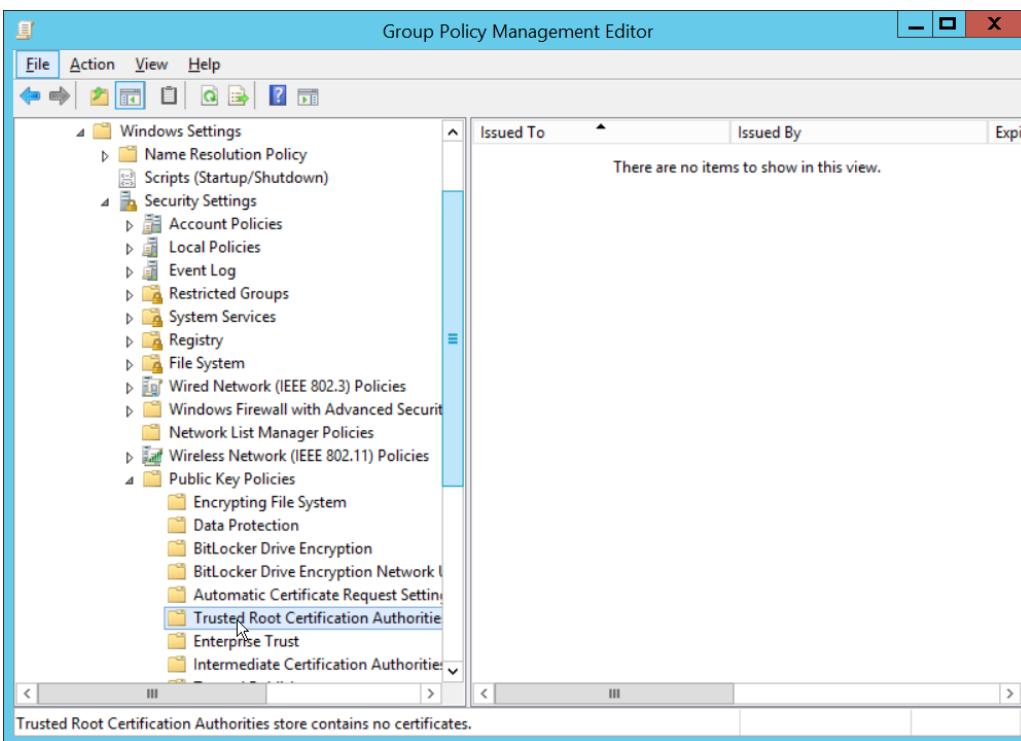 Group Policy Management Editor
File Action View Help
Windows Settings
Name Resolution Policy
Scripts (Startup/Shutdown)
Security Settings
Account Policies
Local Policies
Event Log
Restricted Groups
System Services
Registry
File System
Wired Network (IEEE 802.3) Policies
Windows Firewall with Advanced Securit
Network List Manager Policies
Wireless Network (IEEE 802.11) Policies
Public Key Policies
Encrypting File System
Data Protection
BitLocker Drive Encryption
BitLocker Drive Encryption Network U
Automatic Certificate Request Setting
Trusted Root Certification Authoritie
Enterprise Trust
Intermediate Certification Authorities
Issued To Issued By Expi
There are no items to show in this view.
Trusted Root Certification Authorities store contains no certificates.